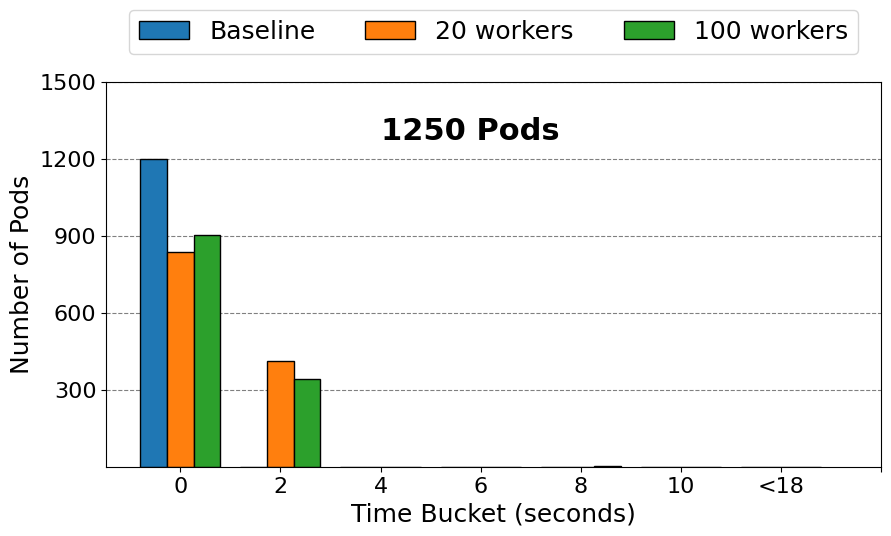 Baseline 20 workers 100 workers
1500
1250 Pods
1200
900
600
300
Number of Pods
0 2 4 6 8 10 <18
Time Bucket (seconds)